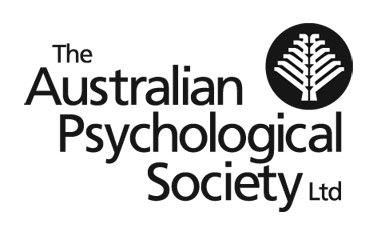 The
Australian
Psychological
Society Ltd